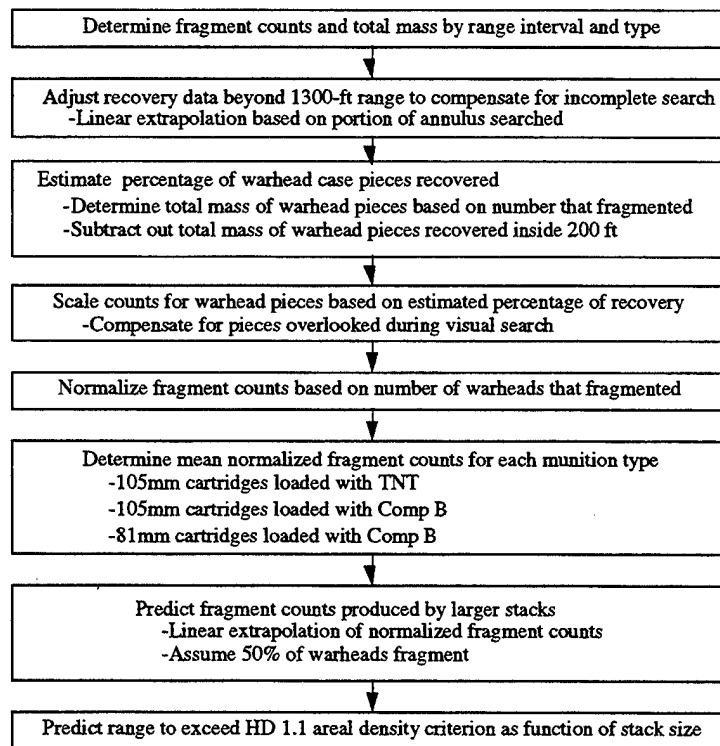 Determine fragment counts and total mass by range interval and type
Adjust recovery data beyond 1300-ft range to compensate for incomplete search
-Linear extrapolation based on portion of annulus searched
Estimate percentage of warhead case pieces recovered
-Determine total mass of warhead pieces based on number that fragmented
-Subtract out total mass of warhead pieces recovered inside 200 ft
Scale counts for warhead pieces based on estimated percentage of recovery
-Compensate for pieces overlooked during visual search
Normalize fragment counts based on number of warheads that fragmented
Determine mean normalized fragment counts for each munition type
-105mm cartridges loaded with TNT
-105mm cartridges loaded with Comp B
-81mm cartridges loaded with Comp B
Predict fragment counts produced by larger stacks
-Linear extrapolation of normalized fragment counts
-Assume 50% of warheads fragment
Predict range to exceed HD 1.1 areal density criterion as function of stack size